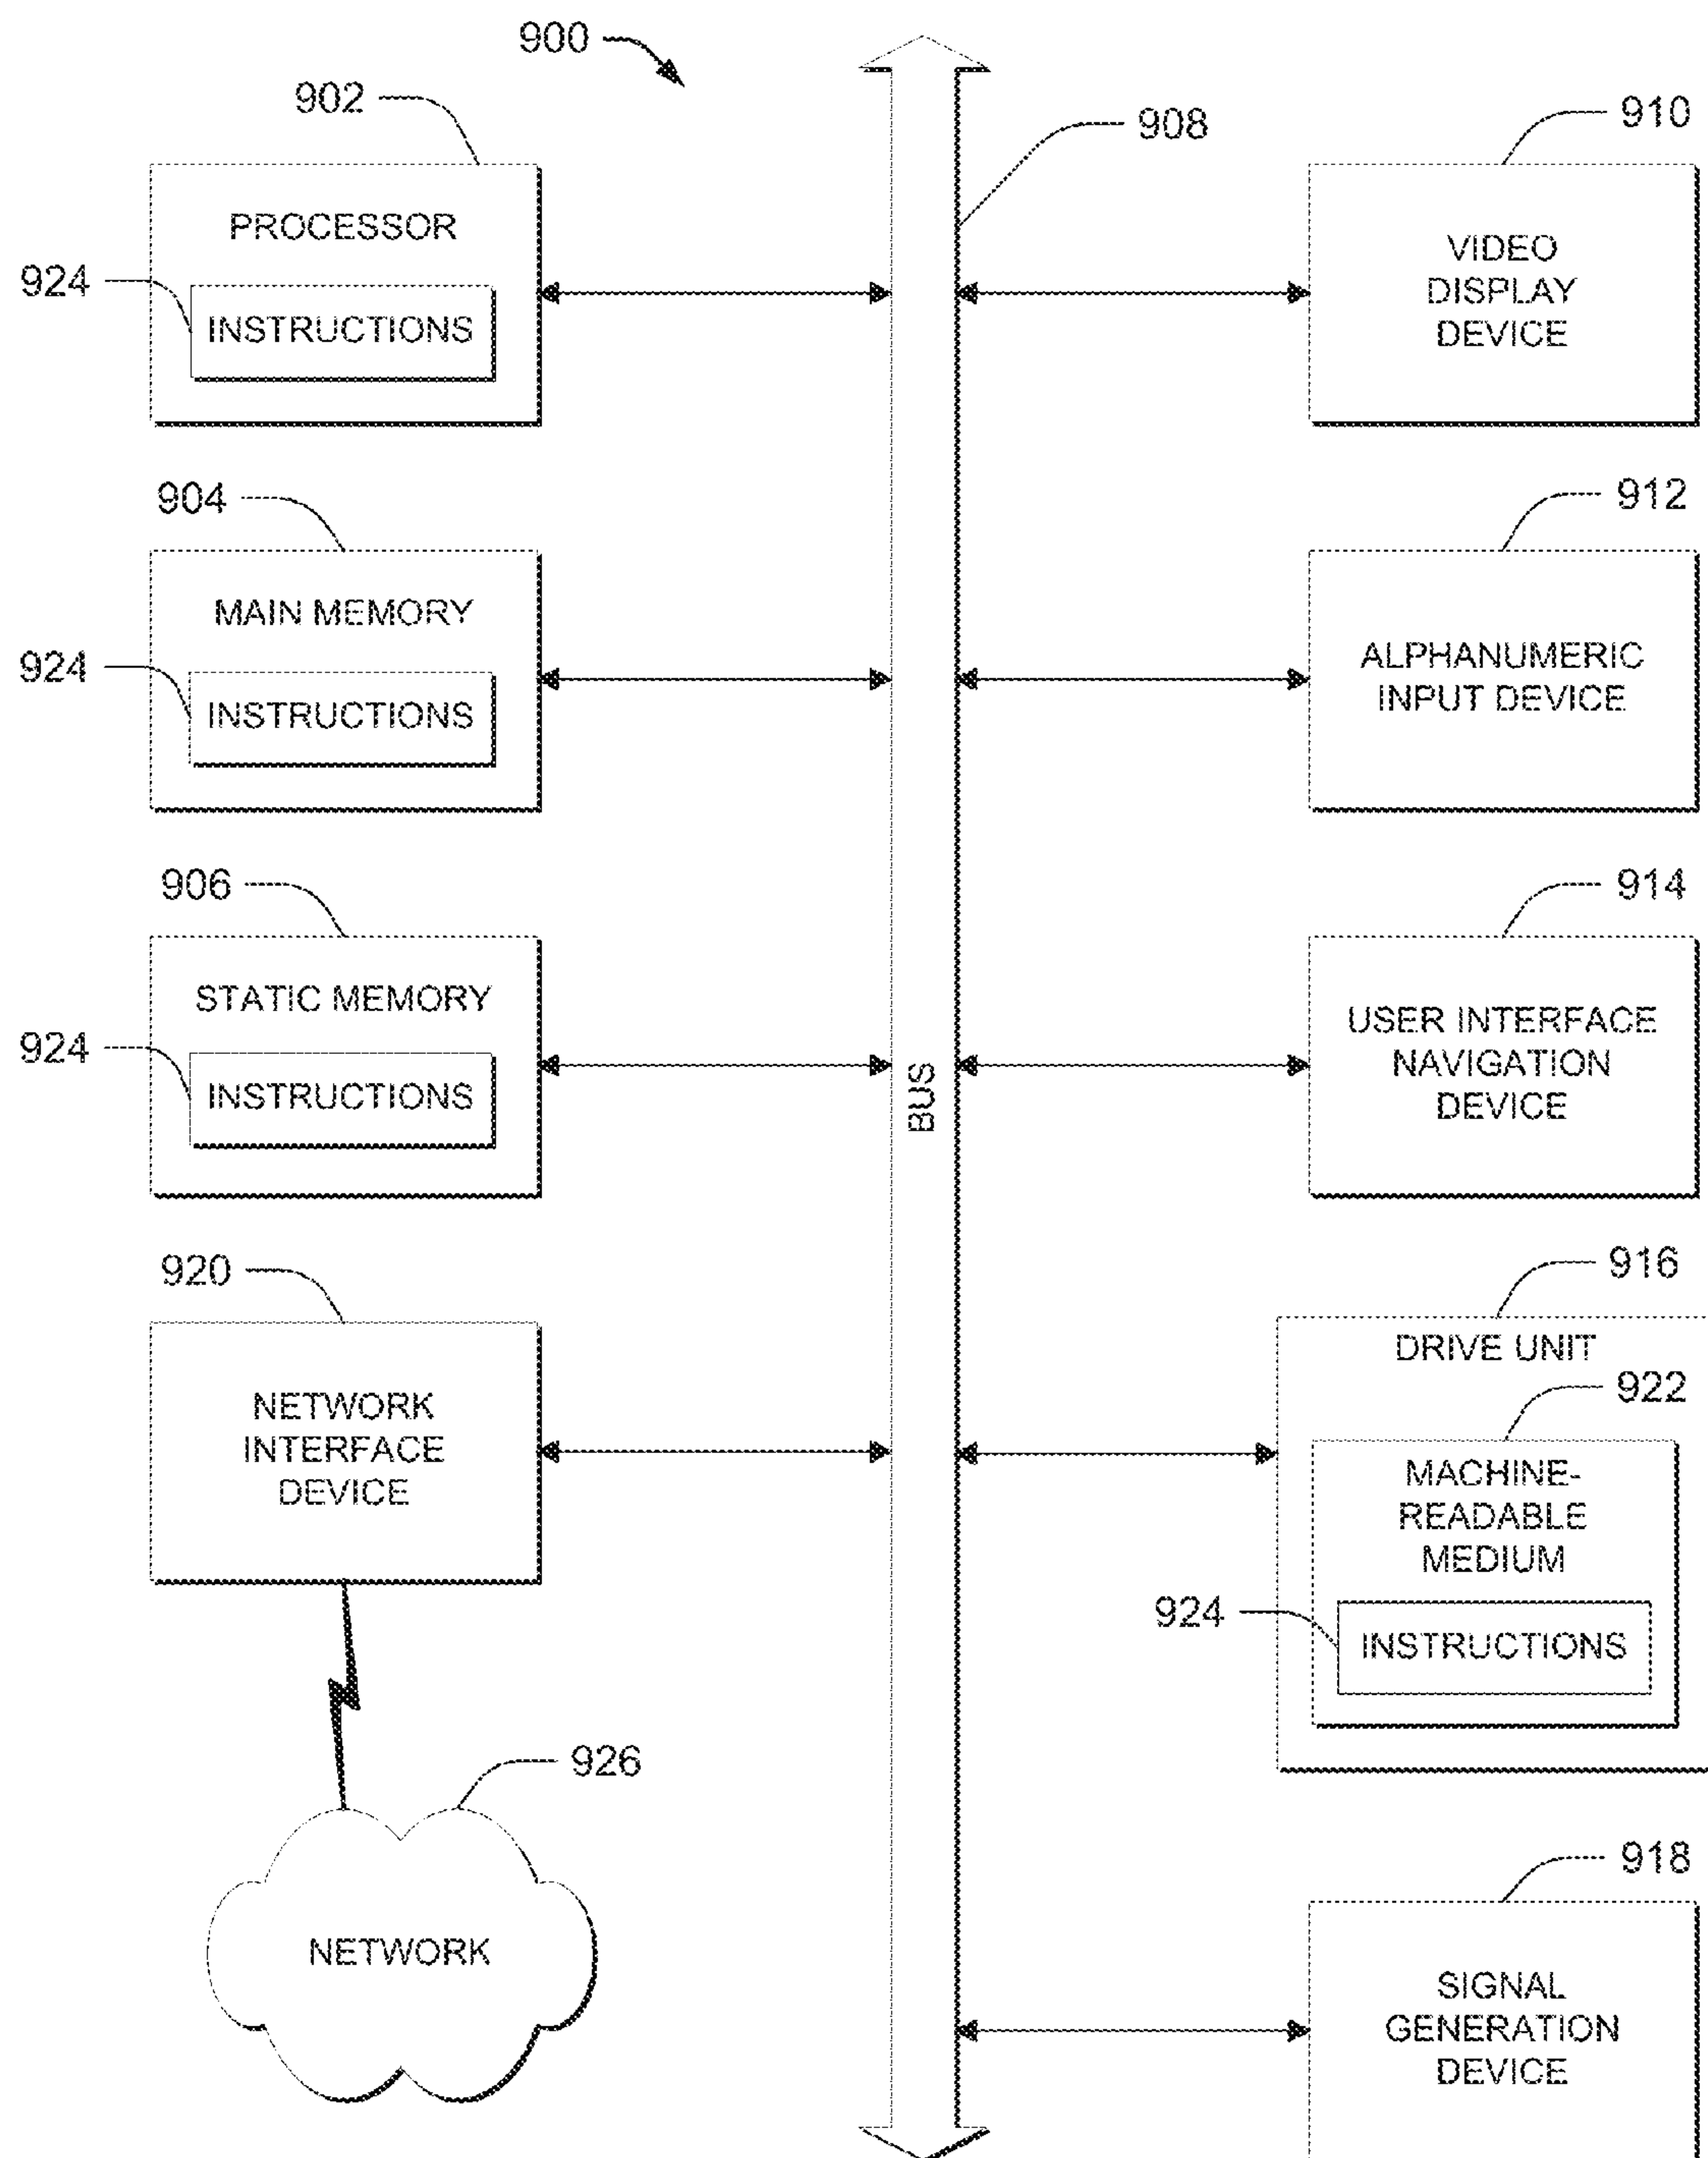 900
902
PROCESSOR
924
INSTRUCTIONS
904
MAIN MEMORY
924
INSTRUCTIONS
906
STATIC MEMORY
924
INSTRUCTIONS
920
NETWORK
INTERFACE
DEVICE
926
NETWORK
908
BUS
910
VIDEO
DISPLAY
DEVICE
912
ALPHANUMERIC
INPUT DEVICE
914
USER INTERFACE
NAVIGATION
DEVICE
916
DRIVE UNIT
922
MACHINE-
READABLE
MEDIUM
924
INSTRUCTIONS
918
SIGNAL
GENERATION
DEVICE